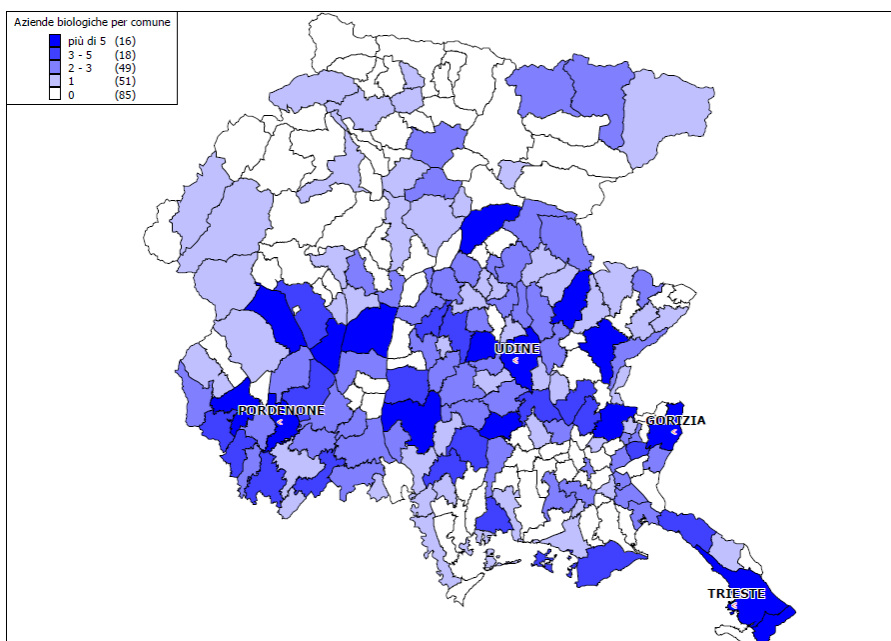 Aziende biologiche per comune
più di 5 (16)
3 - 5 (18)
2 - 3 (49)
1 (51)
0 (85)
UDINE
PORDENONE
GORIZIA
TRIESTE